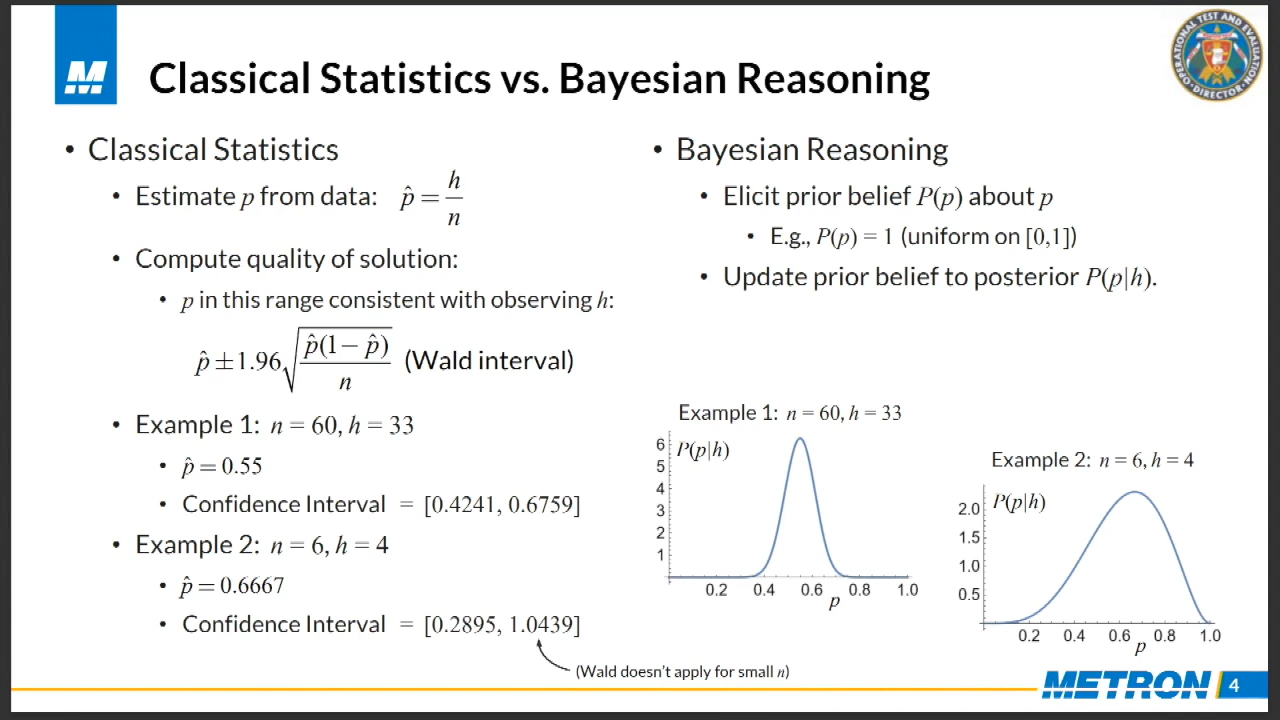 Classical Statistics vs. Bayesian Reasoning
OPERATIONAL TEST AND EVALUATION
• DIRECTOR •
• Classical Statistics
• Estimate p from data: p̂ = h/n
• Compute quality of solution:
• p in this range consistent with observing h:
p̂ ± 1.96 √(p̂(1 − p̂)/n) (Wald interval)
• Example 1: n = 60, h = 33
• p̂ = 0.55
• Confidence Interval = [0.4241, 0.6759]
• Example 2: n = 6, h = 4
• p̂ = 0.6667
• Confidence Interval = [0.2895, 1.0439]
(Wald doesn't apply for small n)
• Bayesian Reasoning
• Elicit prior belief P(p) about p
• E.g., P(p) = 1 (uniform on [0,1])
• Update prior belief to posterior P(p|h).
Example 1: n = 60, h = 33
P(p|h)
6
5
4
3
2
1
0.2 0.4 0.6 0.8 1.0
p
Example 2: n = 6, h = 4
P(p|h)
2.0
1.5
1.0
0.5
0.2 0.4 0.6 0.8 1.0
p
METRON 4